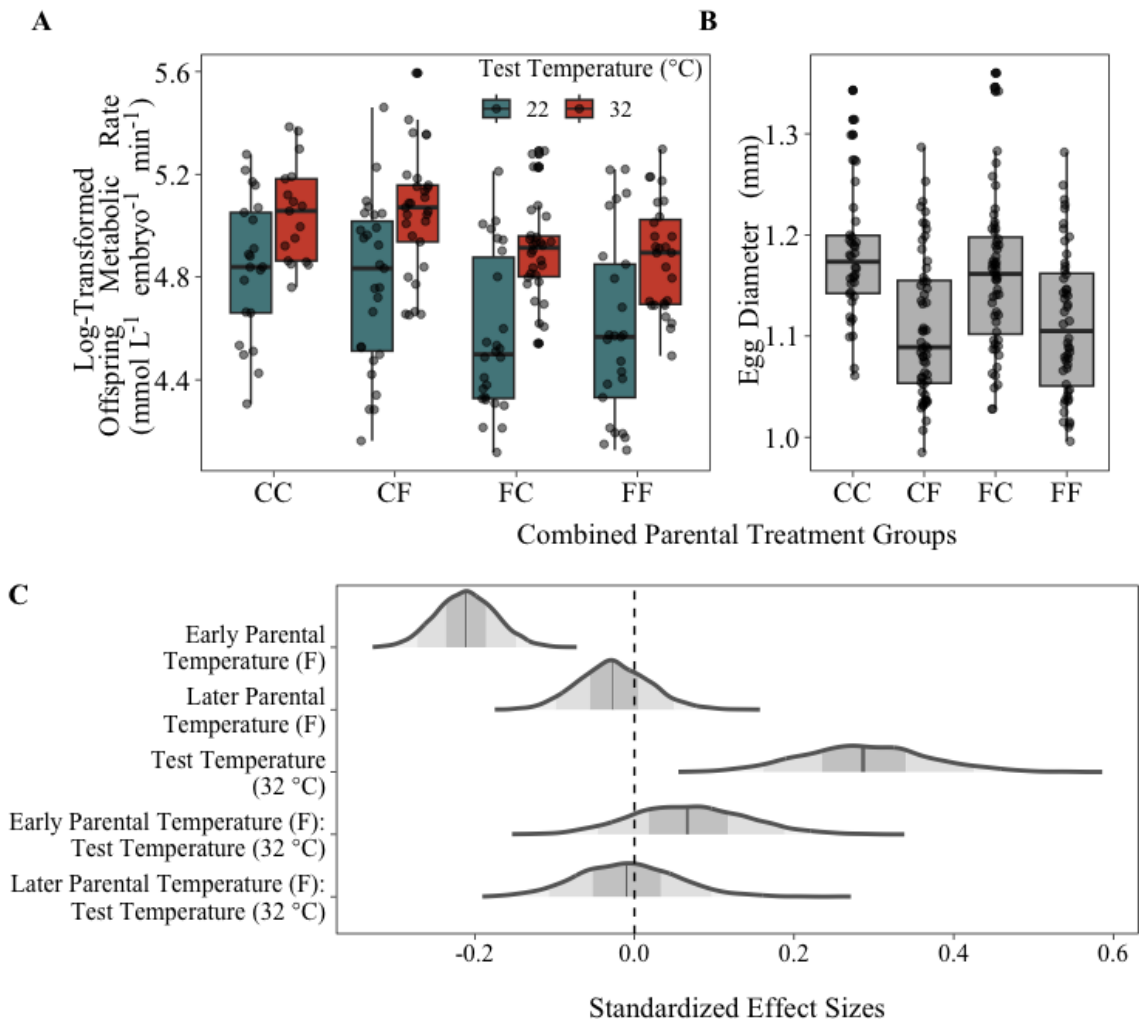 A
B
Log-Transformed
Offspring Metabolic Rate
(mmol L-1 embryo-1 min-1)
5.6
5.2
4.8
4.4
Test Temperature (°C)
22
32
CC
CF
FC
FF
Egg Diameter (mm)
1.3
1.2
1.1
1.0
CC
CF
FC
FF
Combined Parental Treatment Groups
C
Early Parental
Temperature (F)
Later Parental
Temperature (F)
Test Temperature
(32 °C)
Early Parental Temperature (F):
Test Temperature (32 °C)
Later Parental Temperature (F):
Test Temperature (32 °C)
-0.2
0.0
0.2
0.4
0.6
Standardized Effect Sizes